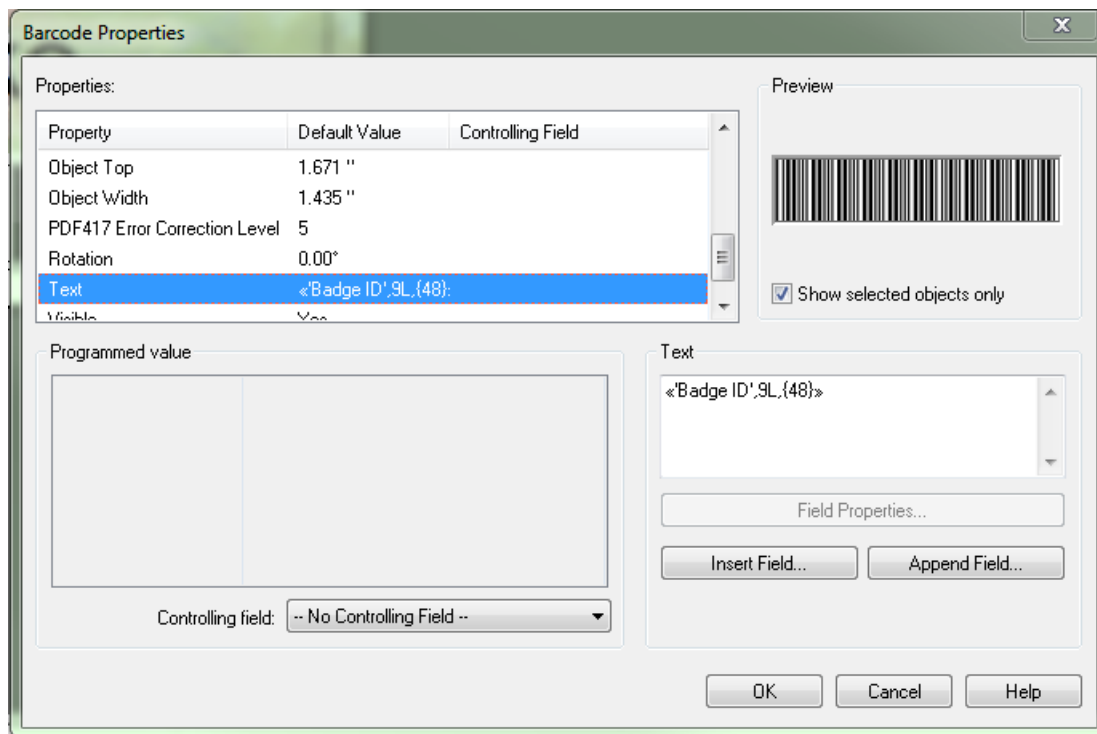 Barcode Properties
Properties:
Property Default Value Controlling Field
Object Top 1.671 "
Object Width 1.435 "
PDF417 Error Correction Level 5
Rotation 0.00°
Text «'Badge ID',9L,{48}:
Visible Yes
Preview
Show selected objects only
Programmed value
Controlling field: -- No Controlling Field --
Text
«'Badge ID',9L,{48}»
Field Properties...
Insert Field... Append Field...
OK Cancel Help